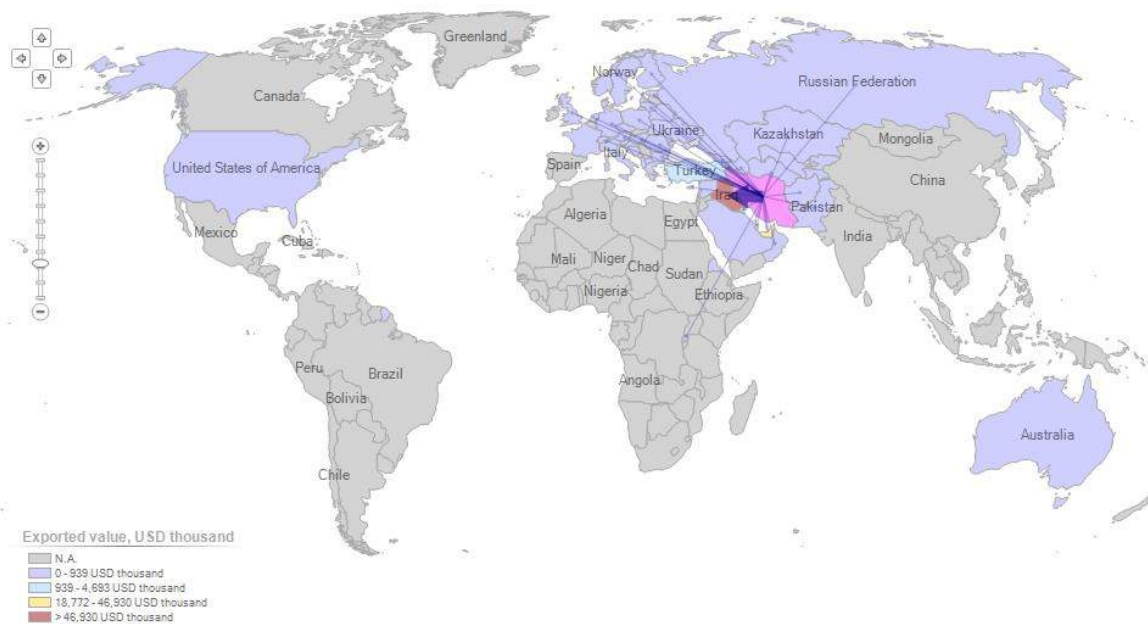 Greenland
Norway
Russian Federation
Canada
Ukraine
Kazakhstan
Mongolia
United States of America
Italy
Spain
Turkey
China
Iraq
Pakistan
Algeria
Egypt
India
Mexico
Cuba
Mali
Niger
Chad
Sudan
Nigeria
Ethiopia
Peru
Brazil
Angola
Bolivia
Australia
Chile
Exported value, USD thousand
N.A.
0 - 939 USD thousand
939 - 4,693 USD thousand
18,772 - 46,930 USD thousand
> 46,930 USD thousand